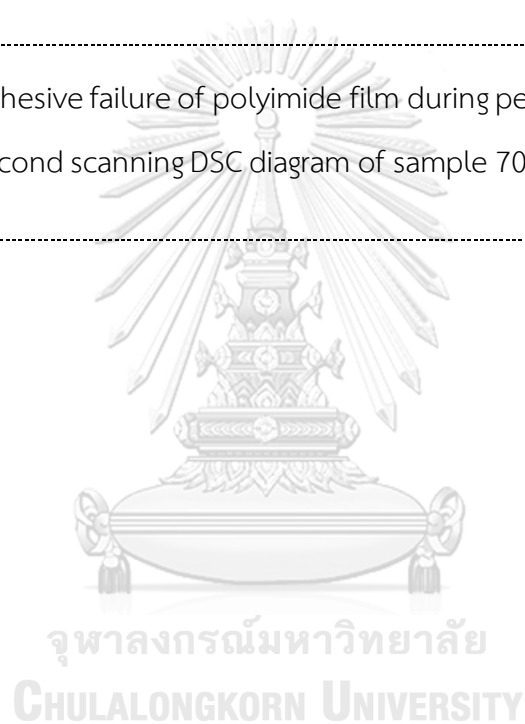 hesive failure of polyimide film during pe
cond scanning DSC diagram of sample 70
จุฬาลงกรณ์มหาวิทยาลัย
CHULALONGKORN UNIVERSITY